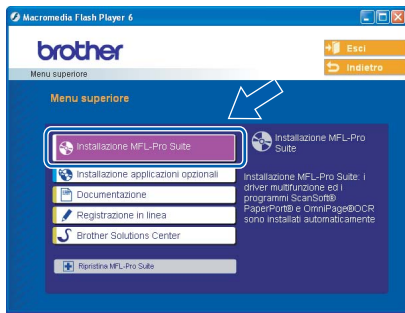 Macromedia Flash Player 6
brother
Esci
Indietro
Menu superiore
Menu superiore
Installazione MFL-Pro Suite
Installazione applicazioni opzionali
Documentazione
Registrazione in linea
Brother Solutions Center
Ripristina MFL-Pro Suite
Installazione MFL-Pro
Suite
Installazione MFL-Pro Suite: i
driver multifunzione ed i
programmi ScanSoft®
PaperPort® e OmniPage®OCR
sono installati automaticamente